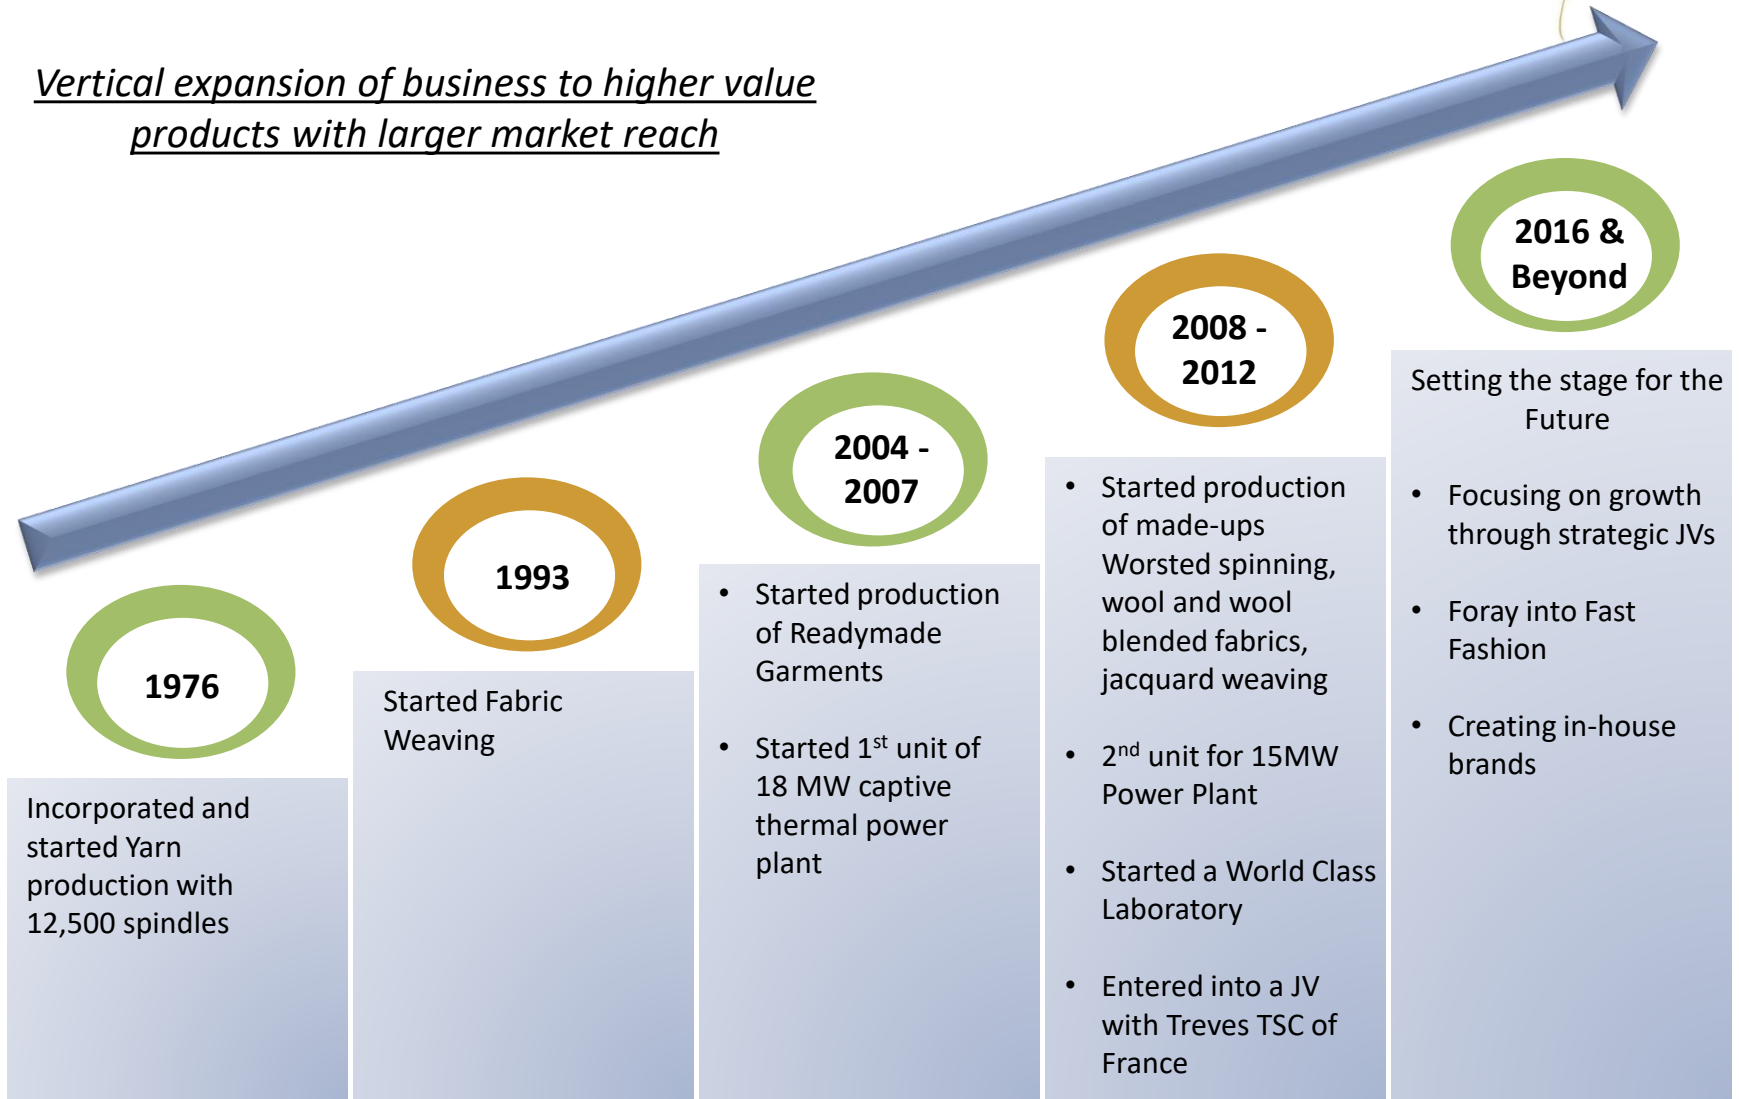 Vertical expansion of business to higher value
products with larger market reach
1976
Incorporated and
started Yarn
production with
12,500 spindles
1993
Started Fabric
Weaving
2004 -
2007
• Started production
of Readymade
Garments
• Started 1st unit of
18 MW captive
thermal power
plant
2008 -
2012
• Started production
of made-ups
Worsted spinning,
wool and wool
blended fabrics,
jacquard weaving
• 2nd unit for 15MW
Power Plant
• Started a World Class
Laboratory
• Entered into a JV
with Treves TSC of
France
2016 &
Beyond
Setting the stage for the
Future
• Focusing on growth
through strategic JVs
• Foray into Fast
Fashion
• Creating in-house
brands